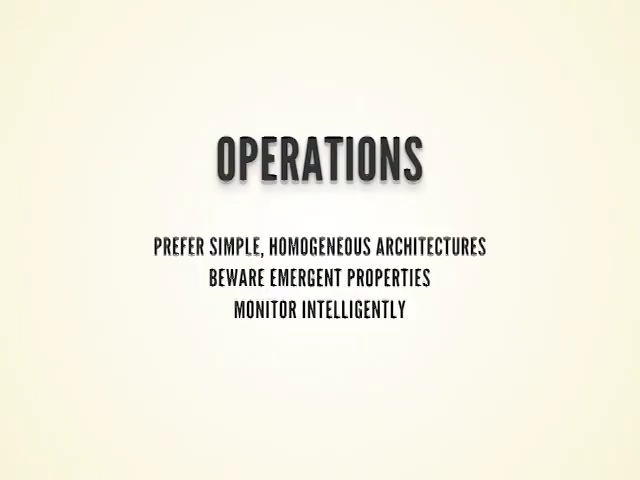 OPERATIONS
PREFER SIMPLE, HOMOGENEOUS ARCHITECTURES
BEWARE EMERGENT PROPERTIES
MONITOR INTELLIGENTLY